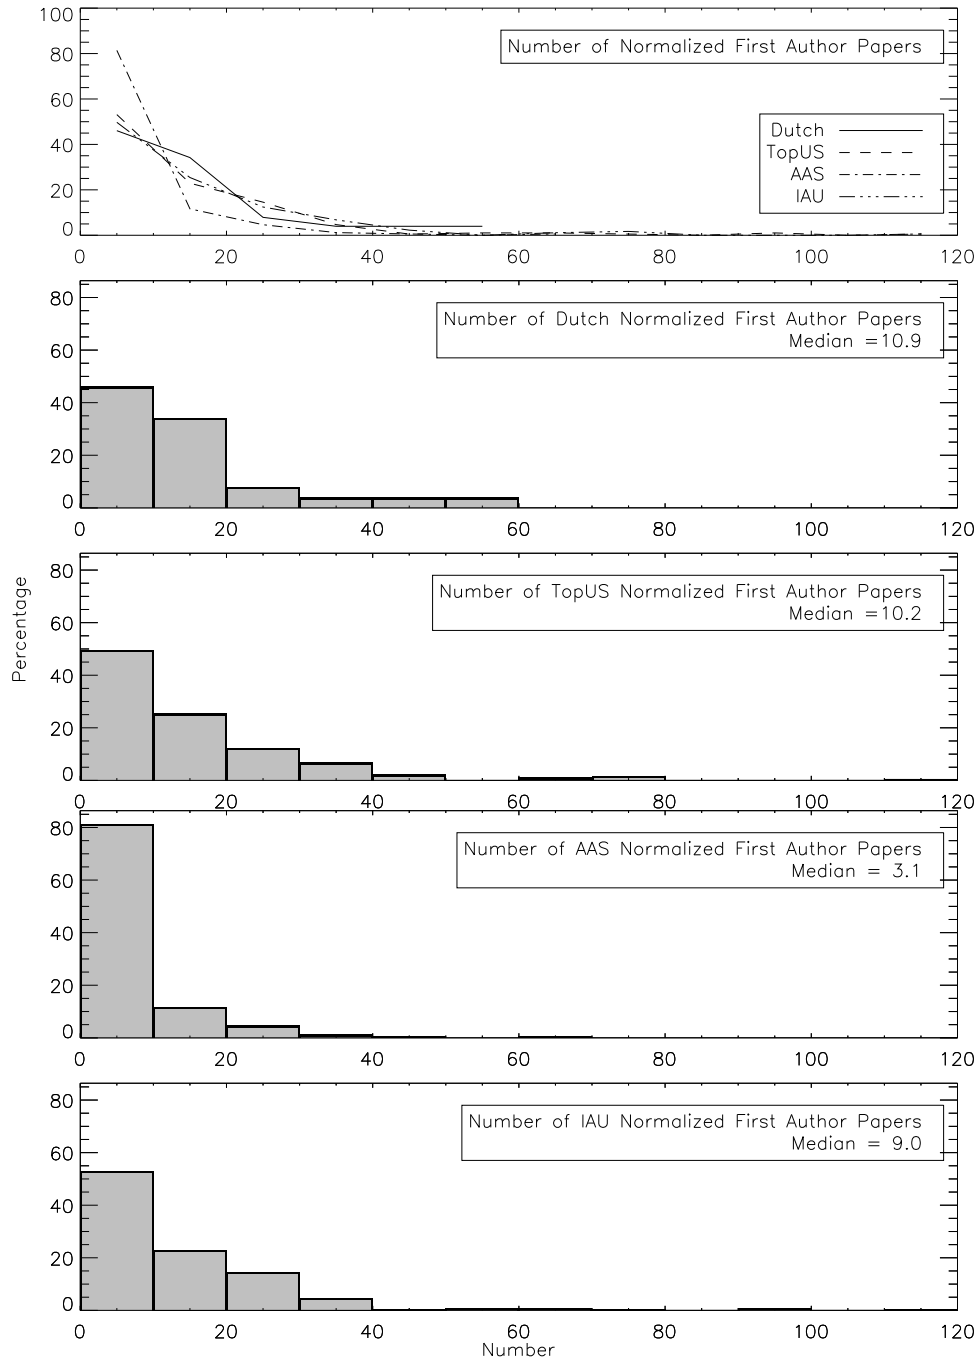 100
80
60
40
20
0
Number of Normalized First Author Papers
Dutch
TopUS
AAS
IAU
0 20 40 60 80 100 120
80
60
40
20
0
Number of Dutch Normalized First Author Papers
Median =10.9
0 20 40 60 80 100 120
Percentage
80
60
40
20
0
Number of TopUS Normalized First Author Papers
Median =10.2
0 20 40 60 80 100 120
80
60
40
20
0
Number of AAS Normalized First Author Papers
Median = 3.1
0 20 40 60 80 100 120
80
60
40
20
0
Number of IAU Normalized First Author Papers
Median = 9.0
0 20 40 60 80 100 120
Number